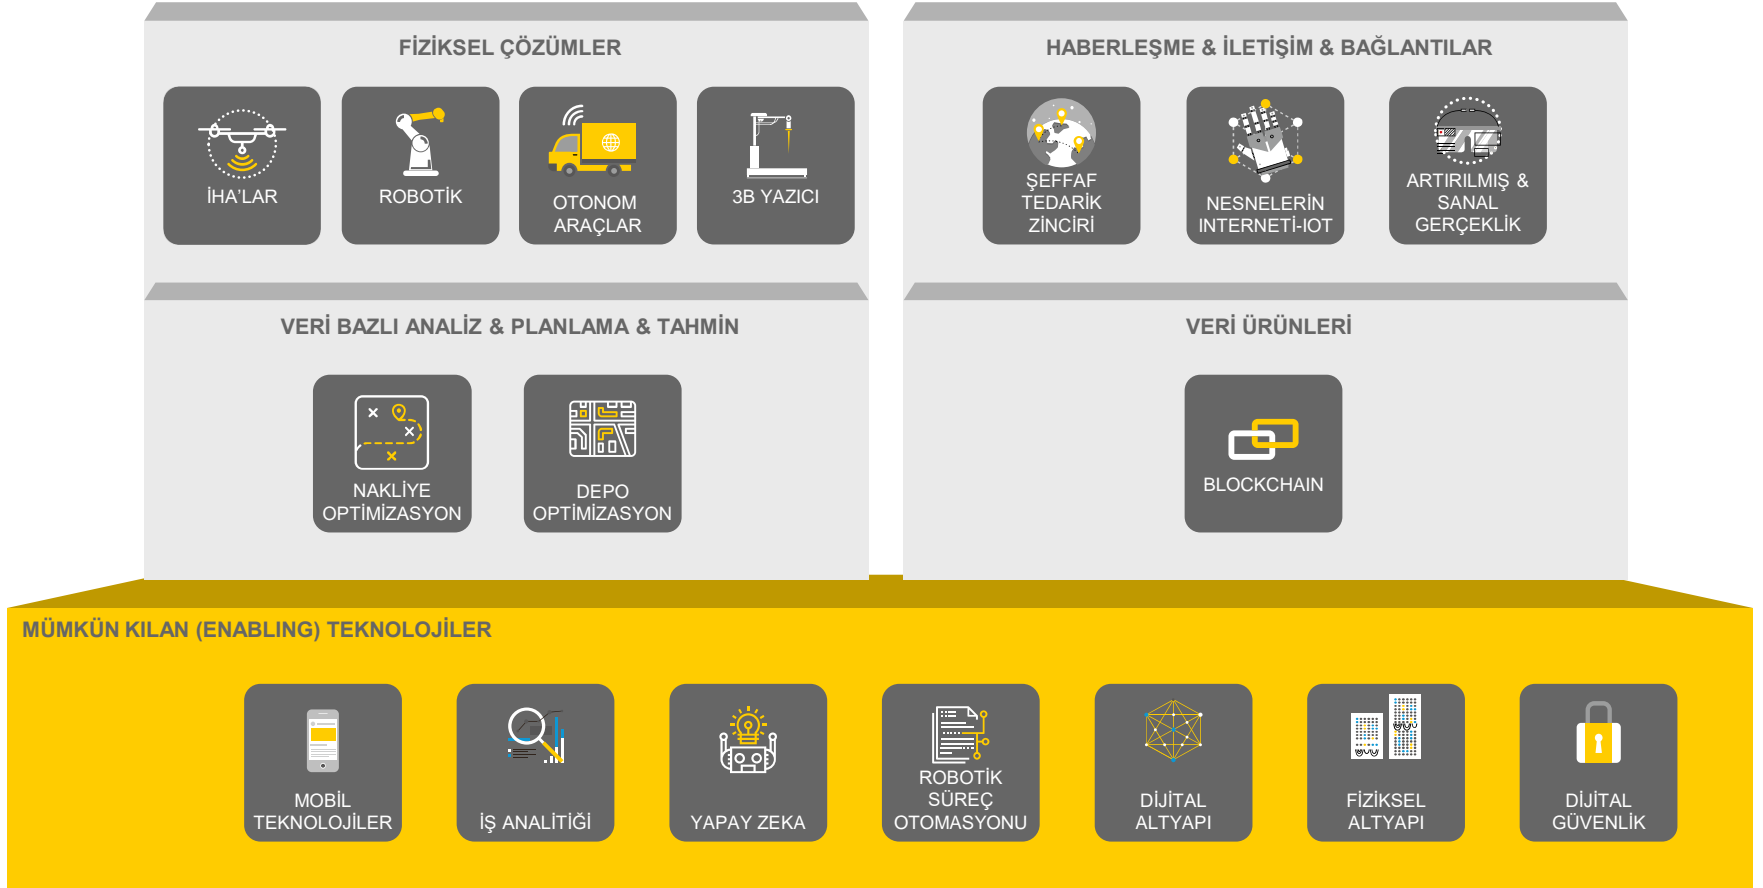 FİZİKSEL ÇÖZÜMLER
İHA'LAR
ROBOTİK
OTONOM
ARAÇLAR
3B YAZICI
HABERLEŞME & İLETİŞİM & BAĞLANTILAR
ŞEFFAF
TEDARİK
ZİNCİRİ
NESNELERİN
INTERNETİ-IOT
ARTIRILMIŞ &
SANAL
GERÇEKLİK
VERİ BAZLI ANALİZ & PLANLAMA & TAHMİN
NAKLİYE
OPTİMİZASYON
DEPO
OPTİMİZASYON
VERİ ÜRÜNLERİ
BLOCKCHAIN
MÜMKÜN KILAN (ENABLING) TEKNOLOJİLER
MOBİL
TEKNOLOJİLER
İŞ ANALİTİĞİ
YAPAY ZEKA
ROBOTİK
SÜREÇ
OTOMASYONU
DİJİTAL
ALTYAPI
FİZİKSEL
ALTYAPI
DİJİTAL
GÜVENLİK